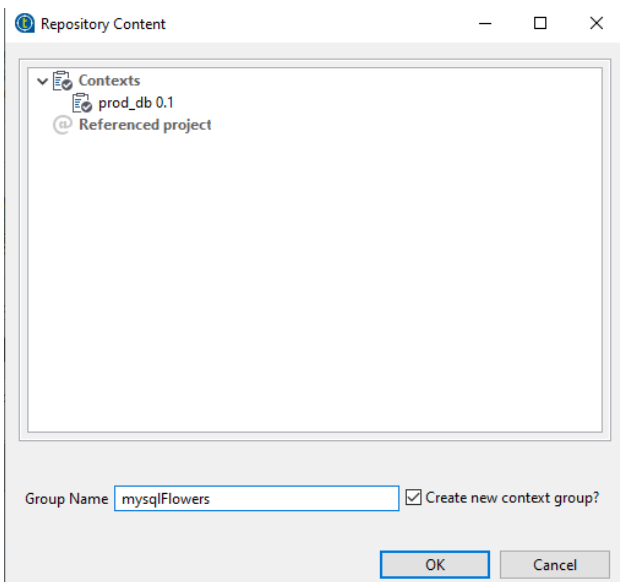 Repository Content
Contexts
prod_db 0.1
@ Referenced project
Group Name mysqlFlowers Create new context group?
OK Cancel